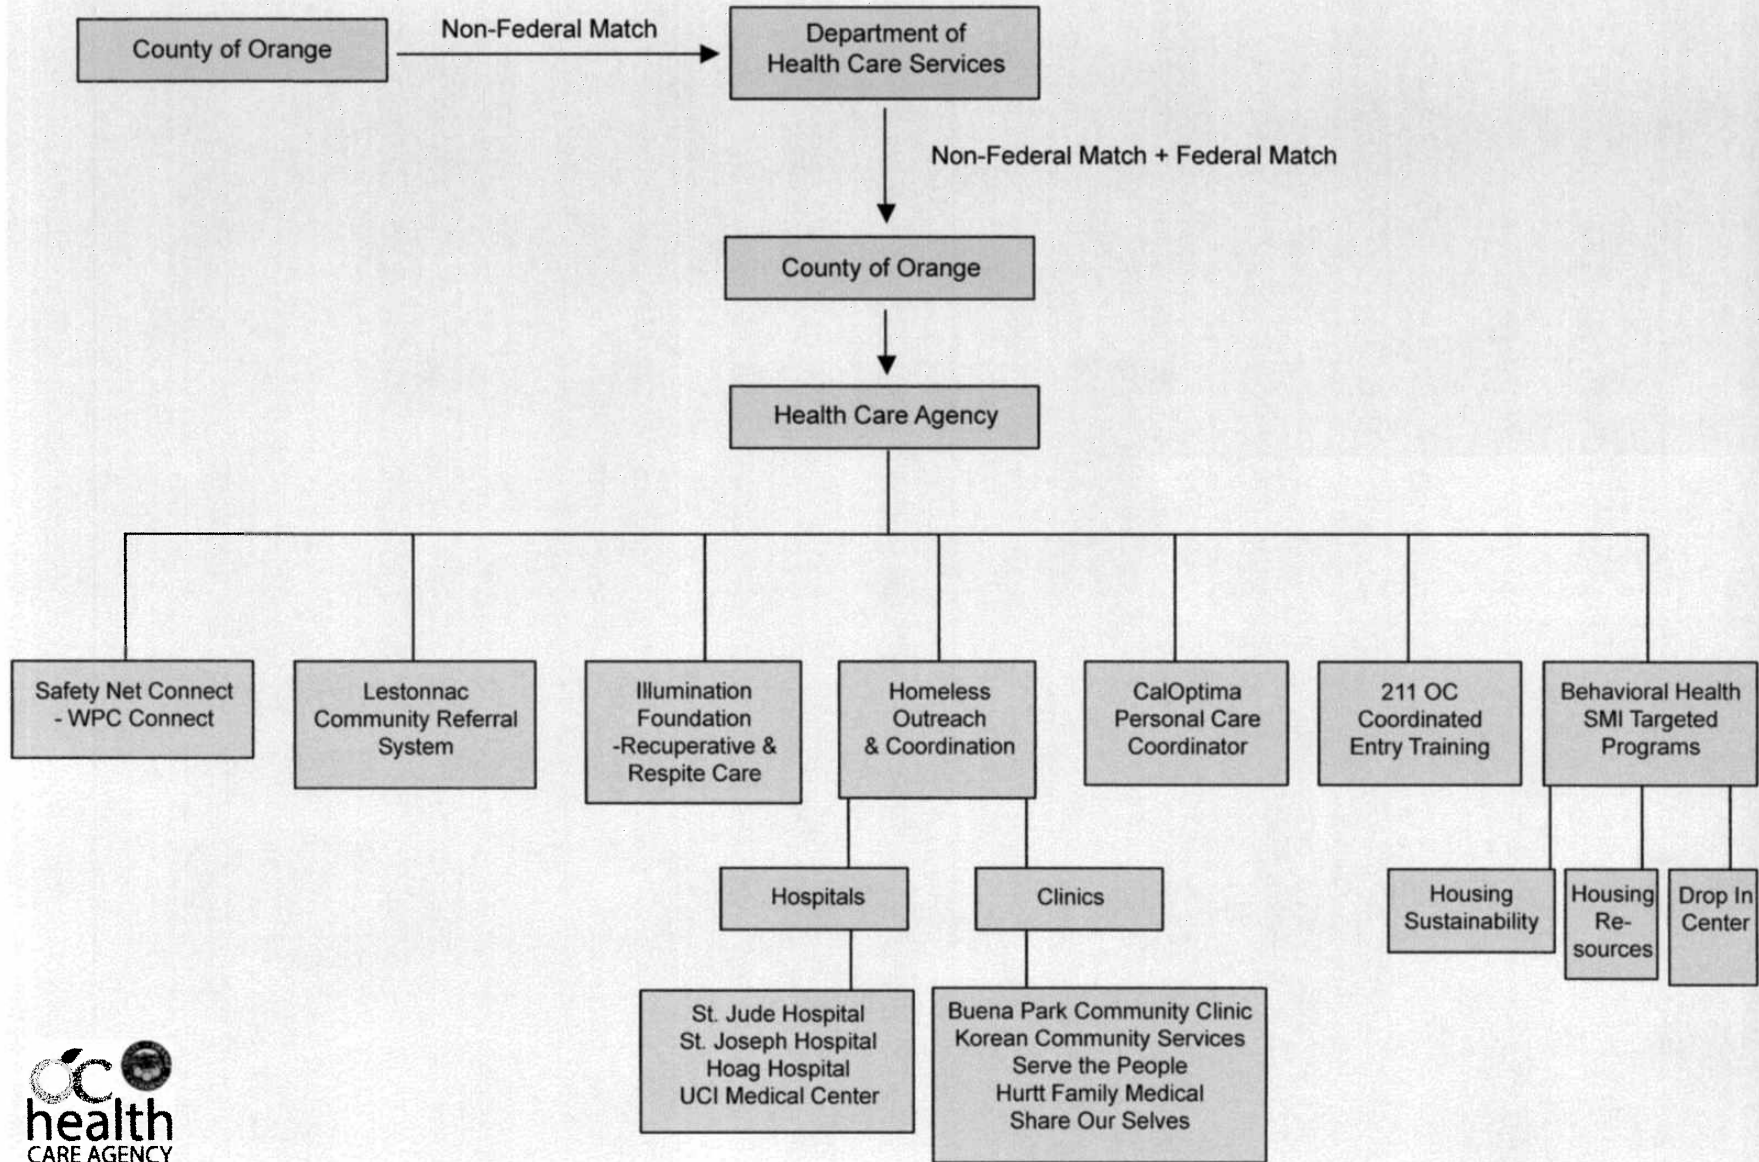 County of Orange
Non-Federal Match
Department of
Health Care Services
Non-Federal Match + Federal Match
County of Orange
Health Care Agency
Safety Net Connect
- WPC Connect
Lestonnac
Community Referral
System
Illumination
Foundation
-Recuperative &
Respite Care
Homeless
Outreach
& Coordination
CalOptima
Personal Care
Coordinator
211 OC
Coordinated
Entry Training
Behavioral Health
SMI Targeted
Programs
Hospitals
Clinics
Housing
Sustainability
Housing
Re-
sources
Drop In
Center
St. Jude Hospital
St. Joseph Hospital
Hoag Hospital
UCI Medical Center
Buena Park Community Clinic
Korean Community Services
Serve the People
Hurtt Family Medical
Share Our Selves
oc
health
CARE AGENCY